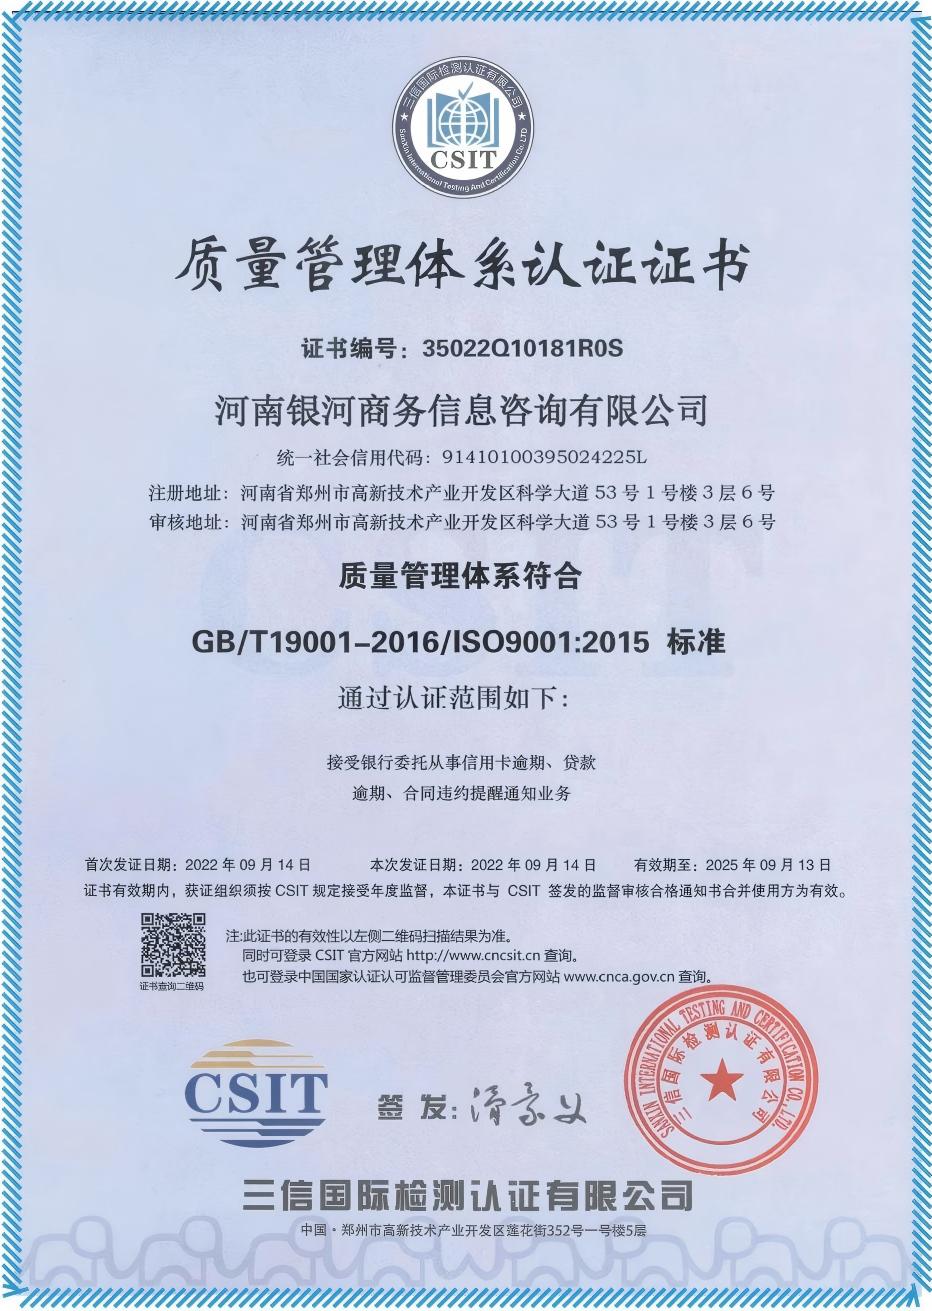 三信国际检测认证有限公司
CSIT
SanXin International Testing And Certification Co.,LTD
质量管理体系认证证书
证书编号：35022Q10181R0S
河南银河商务信息咨询有限公司
统一社会信用代码：91410100395024225L
注册地址：河南省郑州市高新技术产业开发区科学大道 53 号 1 号楼 3 层 6 号
审核地址：河南省郑州市高新技术产业开发区科学大道 53 号 1 号楼 3 层 6 号
CSIT
质量管理体系符合
GB/T19001-2016/ISO9001:2015 标准
通过认证范围如下：
接受银行委托从事信用卡逾期、贷款
逾期、合同违约提醒通知业务
首次发证日期：2022 年 09 月 14 日 本次发证日期：2022 年 09 月 14 日 有效期至：2025 年 09 月 13 日
证书有效期内，获证组织须按 CSIT 规定接受年度监督，本证书与 CSIT 签发的监督审核合格通知书合并使用方为有效。
注:此证书的有效性以左侧二维码扫描结果为准。
同时可登录 CSIT 官方网站 http://www.cncsit.cn 查询。
也可登录中国国家认证认可监督管理委员会官方网站 www.cnca.gov.cn 查询。
证书查询二维码
SANXIN INTERNATIONAL TESTING AND CERTIFICATION CO.,LTD.
三信国际检测认证有限公司
CSIT
签 发:
三信国际检测认证有限公司
中国·郑州市高新技术产业开发区莲花街352号一号楼5层